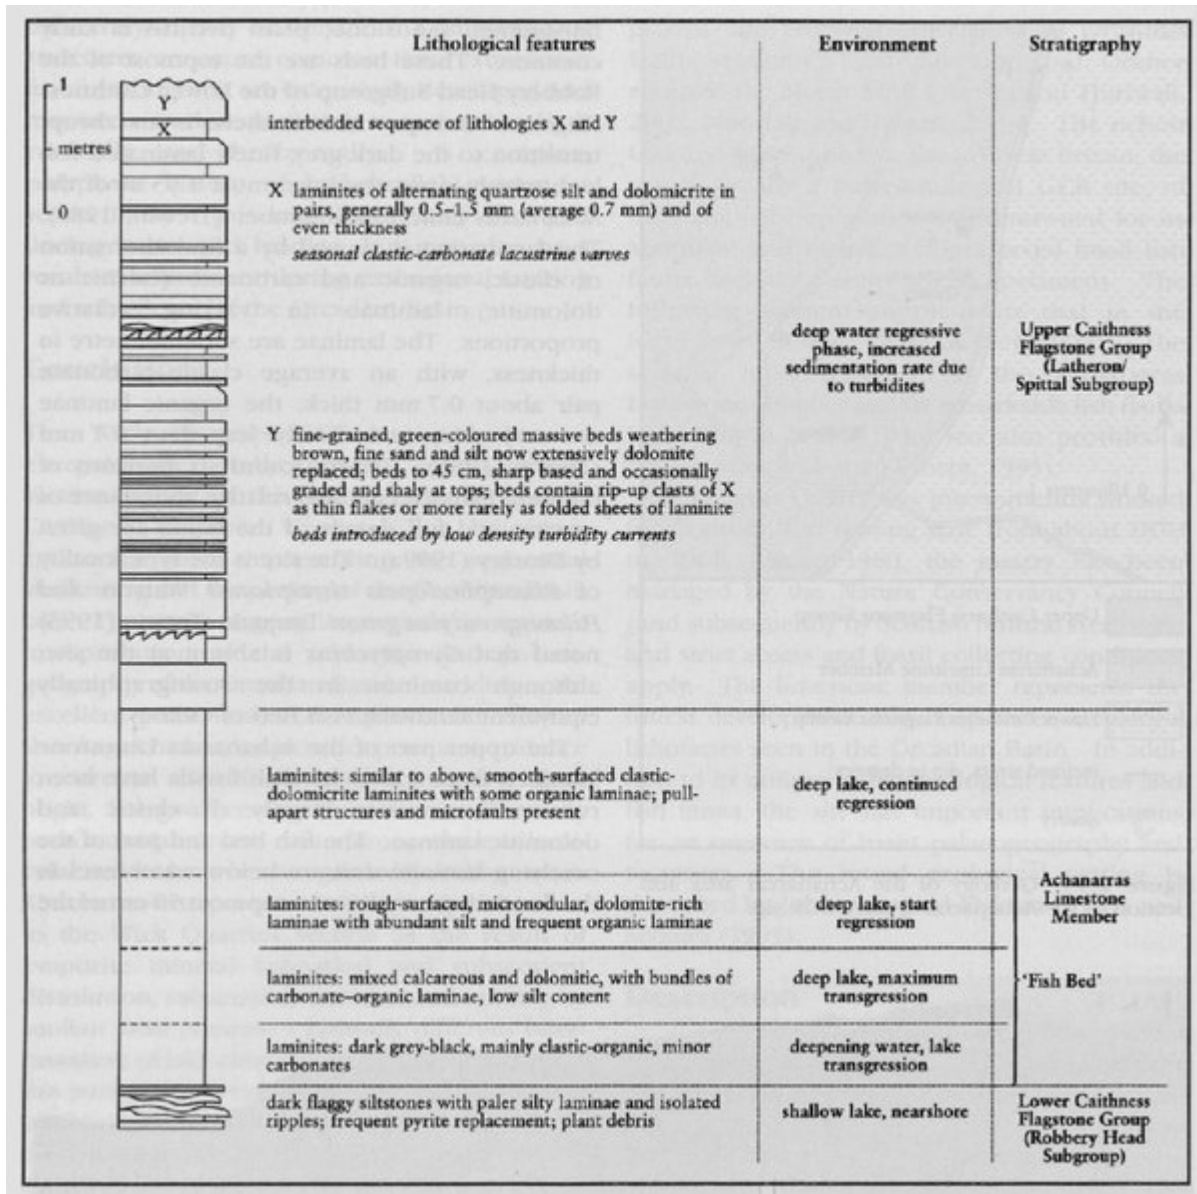 Lithological features
Environment
Stratigraphy
1
metres
0
Y
X
interbedded sequence of lithologies X and Y
X laminites of alternating quartzose silt and dolomicrite in
pairs, generally 0.5–1.5 mm (average 0.7 mm) and of
even thickness
seasonal clastic-carbonate lacustrine varves
deep water regressive
phase, increased
sedimentation rate due
to turbidites
Upper Caithness
Flagstone Group
(Latheron/
Spittal Subgroup)
Y fine-grained, green-coloured massive beds weathering
brown, fine sand and silt now extensively dolomite
replaced; beds to 45 cm, sharp based and occasionally
graded and shaly at tops; beds contain rip-up clasts of X
as thin flakes or more rarely as folded sheets of laminite
beds introduced by low density turbidity currents
laminites: similar to above, smooth-surfaced clastic-
dolomicrite laminites with some organic laminae; pull-
apart structures and microfaults present
deep lake, continued
regression
laminites: rough-surfaced, micronodular, dolomite-rich
laminae with abundant silt and frequent organic laminae
deep lake, start
regression
Achanarras
Limestone
Member
laminites: mixed calcareous and dolomitic, with bundles of
carbonate–organic laminae, low silt content
deep lake, maximum
transgression
'Fish Bed'
laminites: dark grey-black, mainly clastic-organic, minor
carbonates
deepening water, lake
transgression
dark flaggy siltstones with paler silty laminae and isolated
ripples; frequent pyrite replacement; plant debris
shallow lake, nearshore
Lower Caithness
Flagstone Group
(Robbery Head
Subgroup)